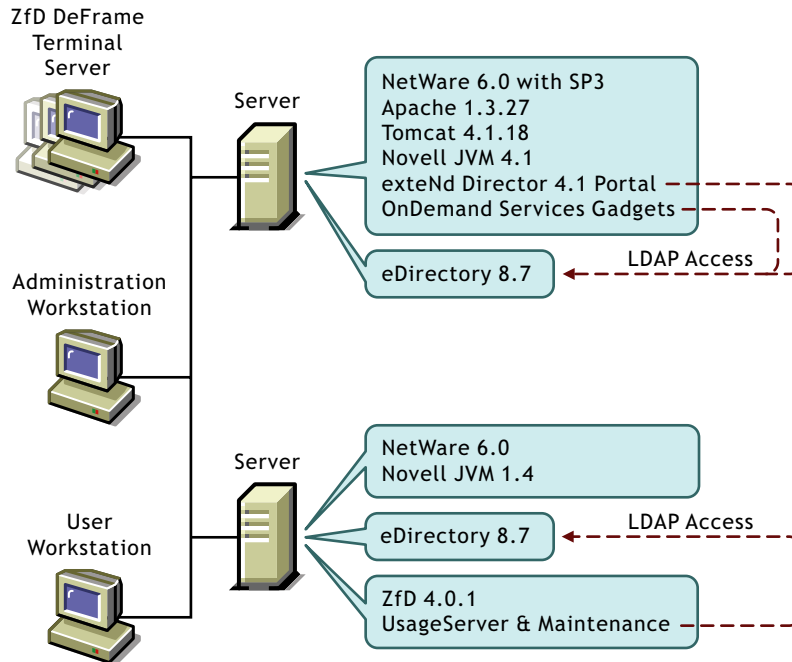 ZfD DeFrame
Terminal
Server
Server
NetWare 6.0 with SP3
Apache 1.3.27
Tomcat 4.1.18
Novell JVM 4.1
exteNd Director 4.1 Portal
OnDemand Services Gadgets
LDAP Access
eDirectory 8.7
Administration
Workstation
Server
NetWare 6.0
Novell JVM 1.4
LDAP Access
eDirectory 8.7
User
Workstation
ZfD 4.0.1
UsageServer & Maintenance